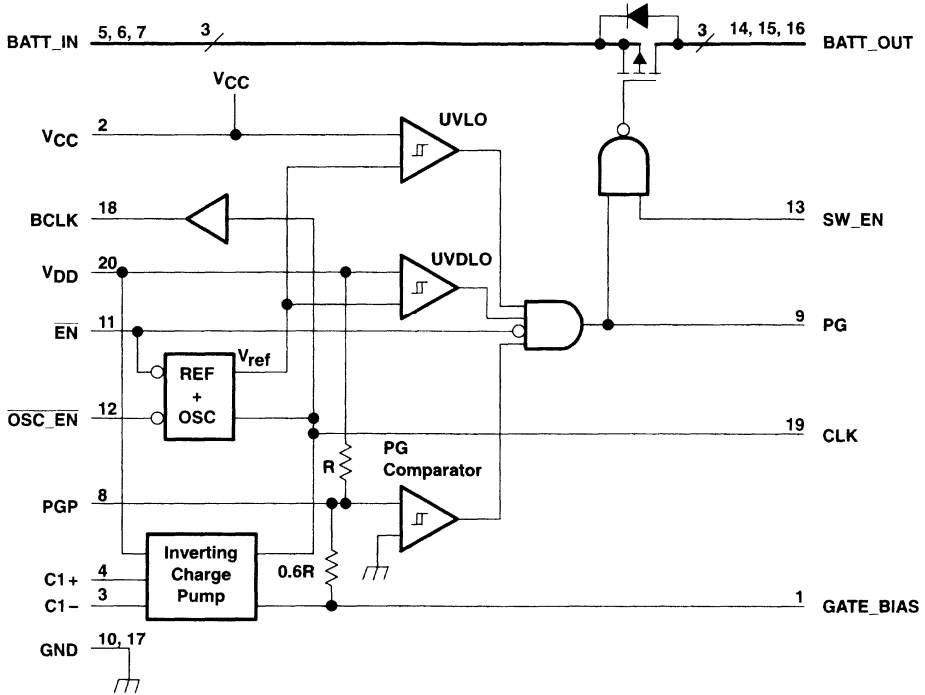 BATT_IN 5, 6, 7 3 3 14, 15, 16 BATT_OUT
VCC
VCC 2 UVLO
BCLK 18 13 SW_EN
VDD 20 UVDLO
EN 11 9 PG
Vref
REF
+
OSC
OSC_EN 12 19 CLK
R PG
Comparator
PGP 8
Inverting
Charge
Pump
0.6R
C1+ 4
C1– 3 1 GATE_BIAS
GND 10, 17